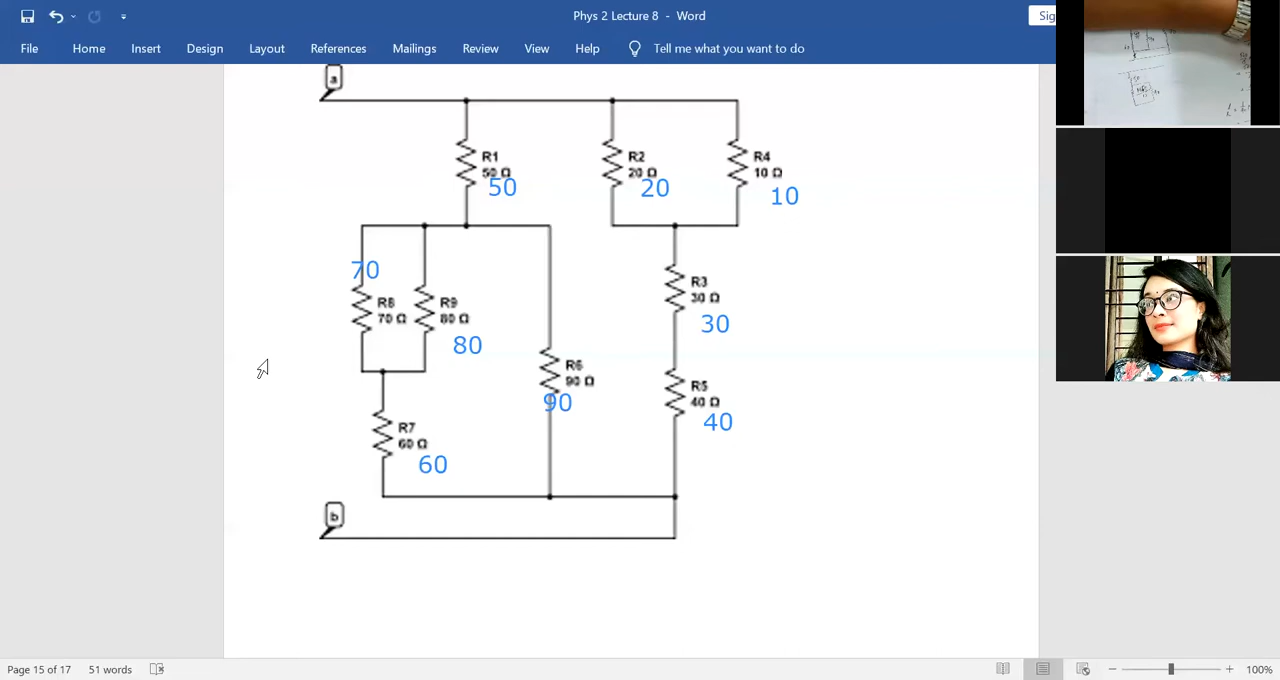 Phys 2 Lecture 8 - Word
Sig
File Home Insert Design Layout References Mailings Review View Help Tell me what you want to do
a
R1
50 Ω
50
R2
20 Ω
20
R4
10 Ω
10
70
R8
70 Ω
R9
80 Ω
80
R3
30 Ω
30
R6
90 Ω
90
R5
40 Ω
40
R7
60 Ω
60
b
Page 15 of 17 51 words
100%